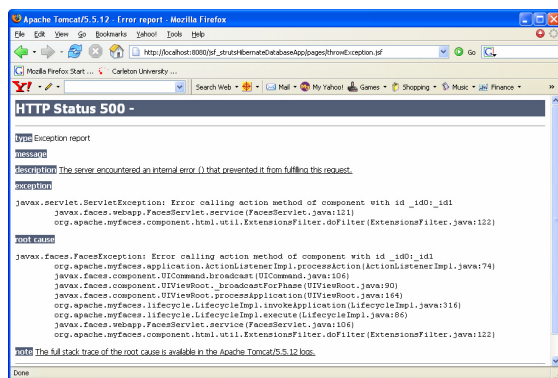 Apache Tomcat/5.5.12 - Error report - Mozilla Firefox
File Edit View Go Bookmarks Yahoo! Tools Help
http://localhost:8080/jsf_strutsHibernateDatabaseApp/pages/throwException.jsf Go
Mozilla Firefox Start ... Carleton University ...
Y! Search Web Mail My Yahoo! Games Shopping Music Finance »
HTTP Status 500 -
type Exception report
message
description The server encountered an internal error () that prevented it from fulfilling this request.
exception
javax.servlet.ServletException: Error calling action method of component with id _id0:_id1
javax.faces.webapp.FacesServlet.service(FacesServlet.java:121)
org.apache.myfaces.component.html.util.ExtensionsFilter.doFilter(ExtensionsFilter.java:122)
root cause
javax.faces.FacesException: Error calling action method of component with id _id0:_id1
org.apache.myfaces.application.ActionListenerImpl.processAction(ActionListenerImpl.java:74)
javax.faces.component.UICommand.broadcast(UICommand.java:106)
javax.faces.component.UIViewRoot._broadcastForPhase(UIViewRoot.java:90)
javax.faces.component.UIViewRoot.processApplication(UIViewRoot.java:164)
org.apache.myfaces.lifecycle.LifecycleImpl.invokeApplication(LifecycleImpl.java:316)
org.apache.myfaces.lifecycle.LifecycleImpl.execute(LifecycleImpl.java:86)
javax.faces.webapp.FacesServlet.service(FacesServlet.java:106)
org.apache.myfaces.component.html.util.ExtensionsFilter.doFilter(ExtensionsFilter.java:122)
note The full stack trace of the root cause is available in the Apache Tomcat/5.5.12 logs.
Done